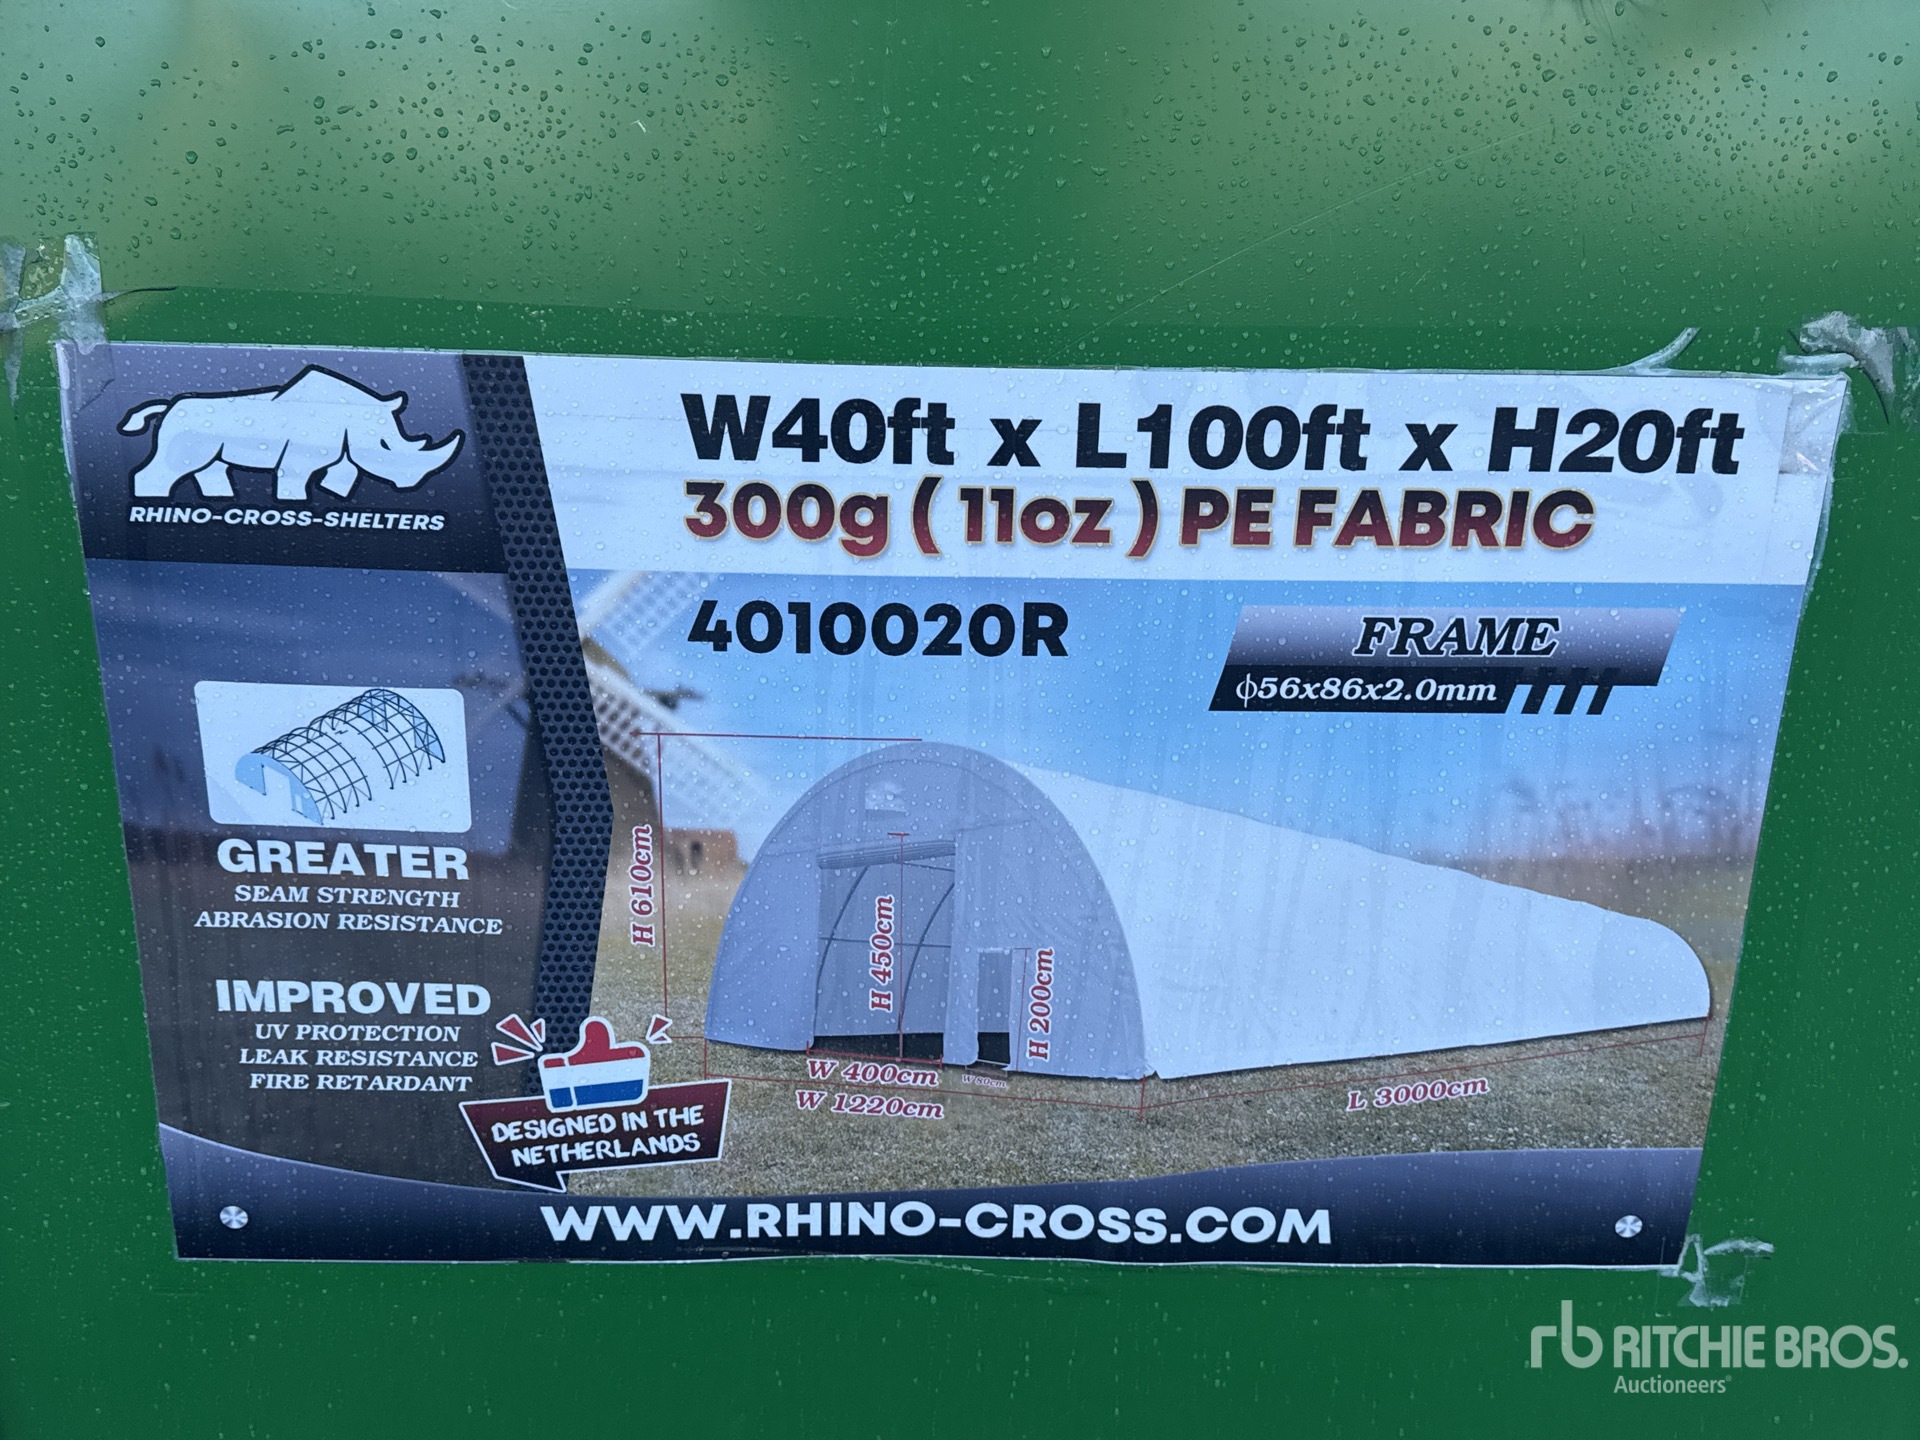 RHINO-CROSS-SHELTERS
W40ft x L100ft x H20ft
300g ( 11oz ) PE FABRIC
4010020R
FRAME
ϕ56x86x2.0mm
GREATER
SEAM STRENGTH
ABRASION RESISTANCE
IMPROVED
UV PROTECTION
LEAK RESISTANCE
FIRE RETARDANT
DESIGNED IN THE
NETHERLANDS
H 610cm
H 450cm
H 200cm
W 400cm
W 80cm
W 1220cm
L 3000cm
WWW.RHINO-CROSS.COM
rb RITCHIE BROS.
Auctioneers®